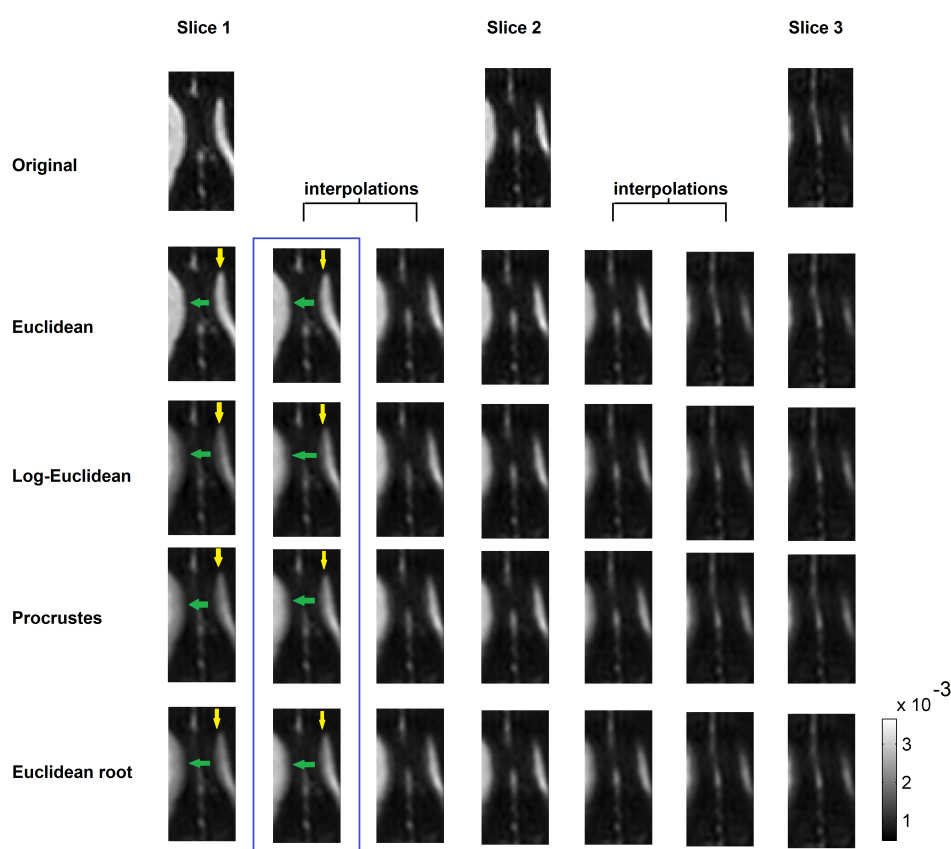 Slice 1 Slice 2 Slice 3
Original
interpolations interpolations
Euclidean
Log-Euclidean
Procrustes
Euclidean root
x 10-3
3
2
1